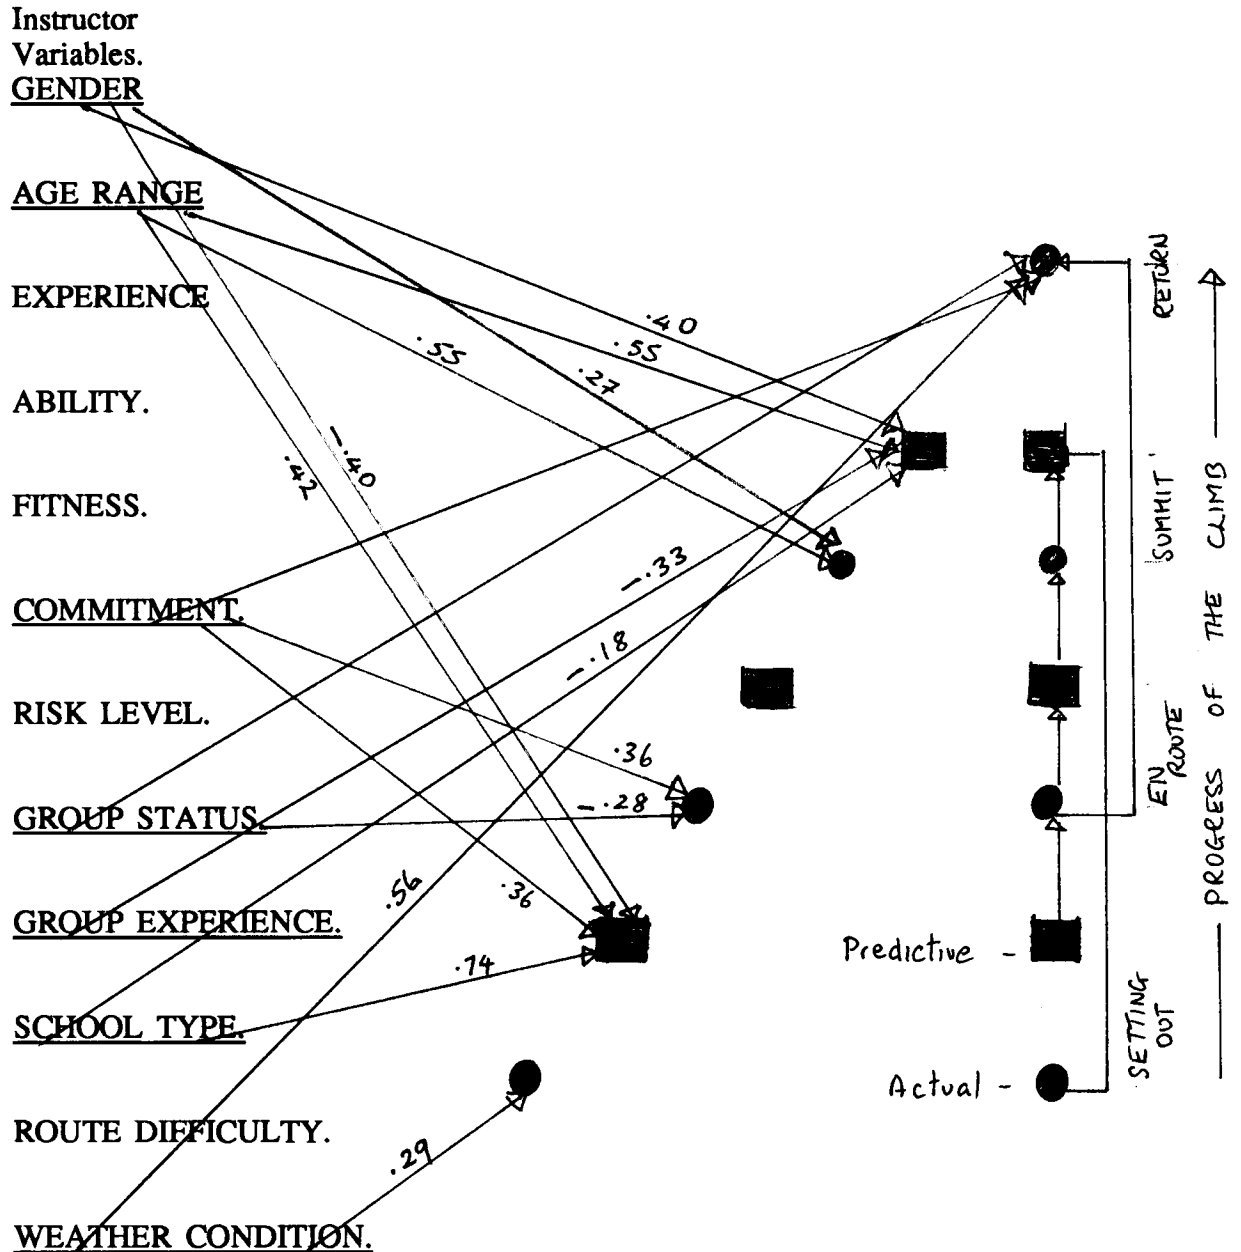 Instructor
Variables.
GENDER
AGE RANGE
EXPERIENCE
ABILITY.
FITNESS.
COMMITMENT.
RISK LEVEL.
GROUP STATUS.
GROUP EXPERIENCE.
SCHOOL TYPE.
ROUTE DIFFICULTY.
WEATHER CONDITION.
.40
.55
.55
.27
-.40
.42
-.33
-.18
.36
-.28
.56
.36
.74
.29
Predictive -
Actual -
RETURN
'SUMMIT'
EN
ROUTE
SETTING
OUT
PROGRESS OF THE CLIMB